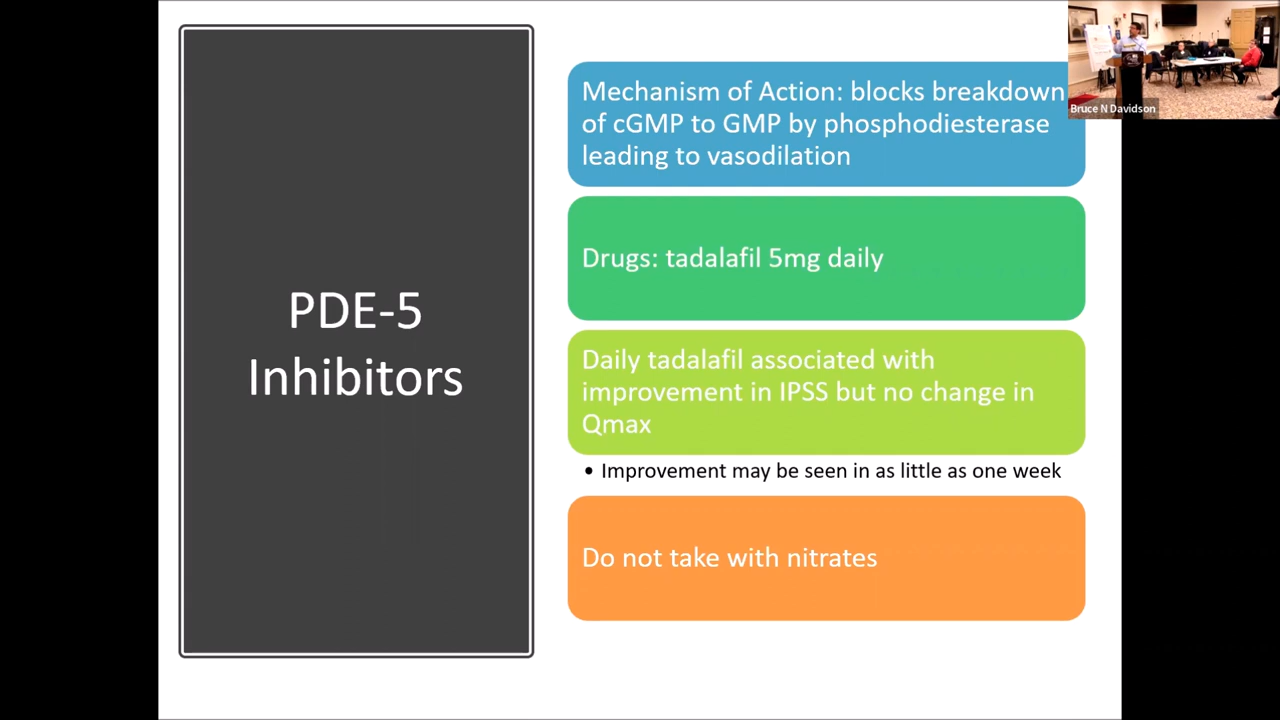 PDE-5
Inhibitors
Mechanism of Action: blocks breakdown
of cGMP to GMP by phosphodiesterase
leading to vasodilation
Drugs: tadalafil 5mg daily
Daily tadalafil associated with
improvement in IPSS but no change in
Qmax
• Improvement may be seen in as little as one week
Do not take with nitrates
Bruce N Davidson